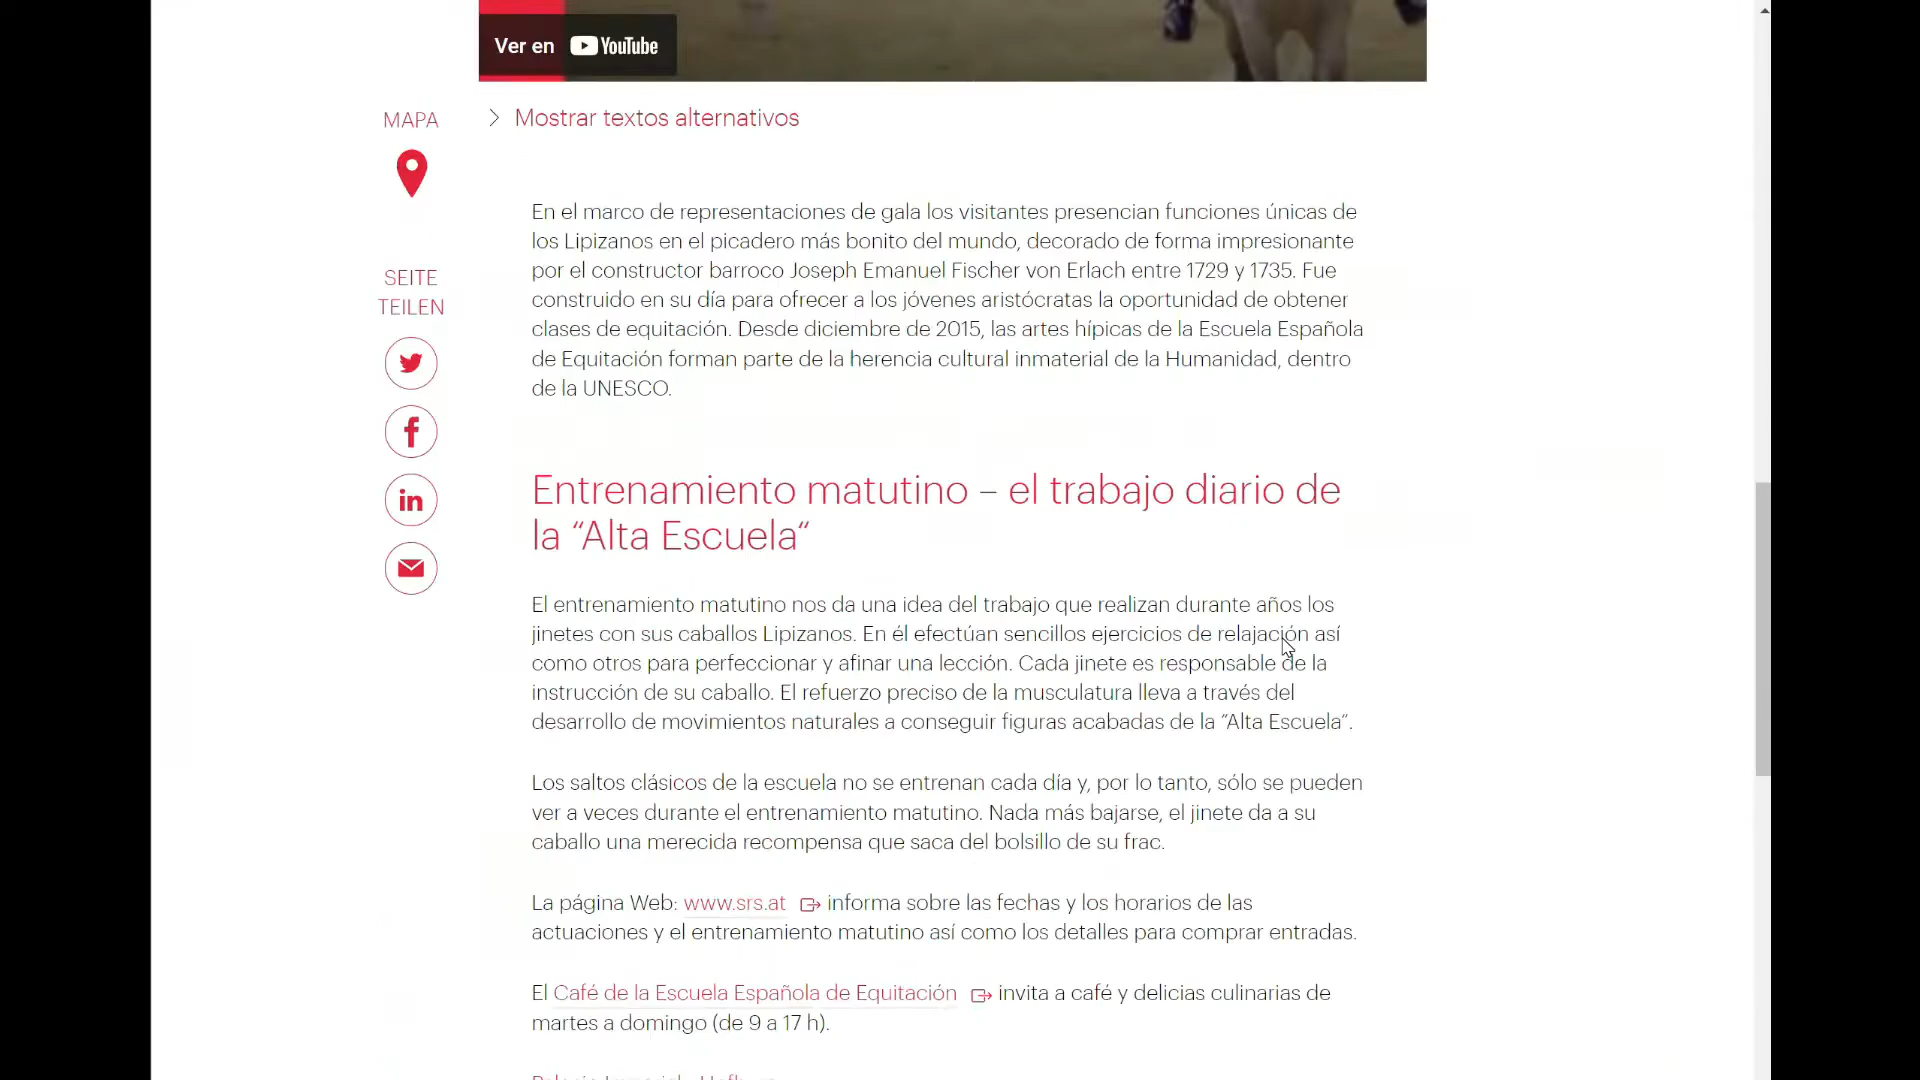 Ver en YouTube
MAPA
Mostrar textos alternativos
En el marco de representaciones de gala los visitantes presencian funciones únicas de
los Lipizanos en el picadero más bonito del mundo, decorado de forma impresionante
por el constructor barroco Joseph Emanuel Fischer von Erlach entre 1729 y 1735. Fue
construido en su día para ofrecer a los jóvenes aristócratas la oportunidad de obtener
clases de equitación. Desde diciembre de 2015, las artes hípicas de la Escuela Española
de Equitación forman parte de la herencia cultural inmaterial de la Humanidad, dentro
de la UNESCO.
SEITE
TEILEN
Entrenamiento matutino – el trabajo diario de
la “Alta Escuela“
El entrenamiento matutino nos da una idea del trabajo que realizan durante años los
jinetes con sus caballos Lipizanos. En él efectúan sencillos ejercicios de relajación así
como otros para perfeccionar y afinar una lección. Cada jinete es responsable de la
instrucción de su caballo. El refuerzo preciso de la musculatura lleva a través del
desarrollo de movimientos naturales a conseguir figuras acabadas de la “Alta Escuela”.
Los saltos clásicos de la escuela no se entrenan cada día y, por lo tanto, sólo se pueden
ver a veces durante el entrenamiento matutino. Nada más bajarse, el jinete da a su
caballo una merecida recompensa que saca del bolsillo de su frac.
La página Web: www.srs.at informa sobre las fechas y los horarios de las
actuaciones y el entrenamiento matutino así como los detalles para comprar entradas.
El Café de la Escuela Española de Equitación invita a café y delicias culinarias de
martes a domingo (de 9 a 17 h).